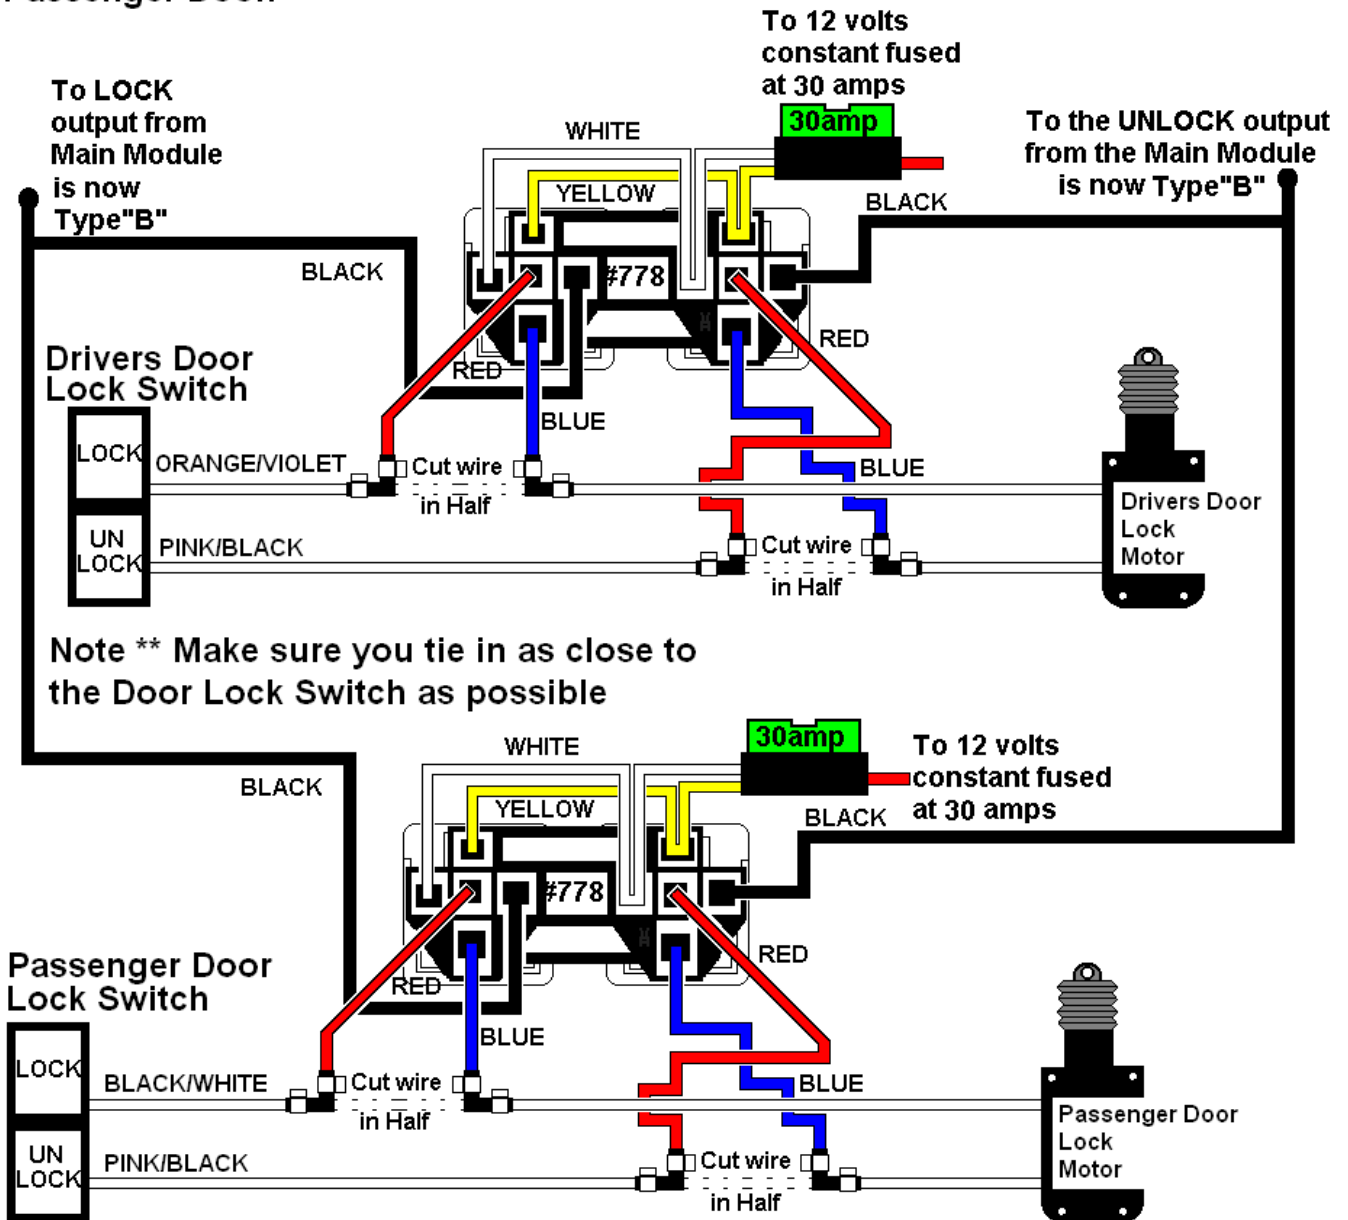 To 12 volts
constant fused
at 30 amps
30amp
To LOCK
output from
Main Module
is now
Type"B"
To the UNLOCK output
from the Main Module
is now Type"B"
WHITE
YELLOW
BLACK
BLACK
#778
RED
RED
BLUE
BLUE
Drivers Door
Lock Switch
LOCK
UN
LOCK
ORANGE/VIOLET
Cut wire
in Half
PINK/BLACK
Cut wire
in Half
Drivers Door
Lock
Motor
Note ** Make sure you tie in as close to
the Door Lock Switch as possible
30amp
To 12 volts
constant fused
at 30 amps
WHITE
YELLOW
BLACK
BLACK
#778
RED
RED
BLUE
BLUE
Passenger Door
Lock Switch
LOCK
UN
LOCK
BLACK/WHITE
Cut wire
in Half
PINK/BLACK
Cut wire
in Half
Passenger Door
Lock
Motor